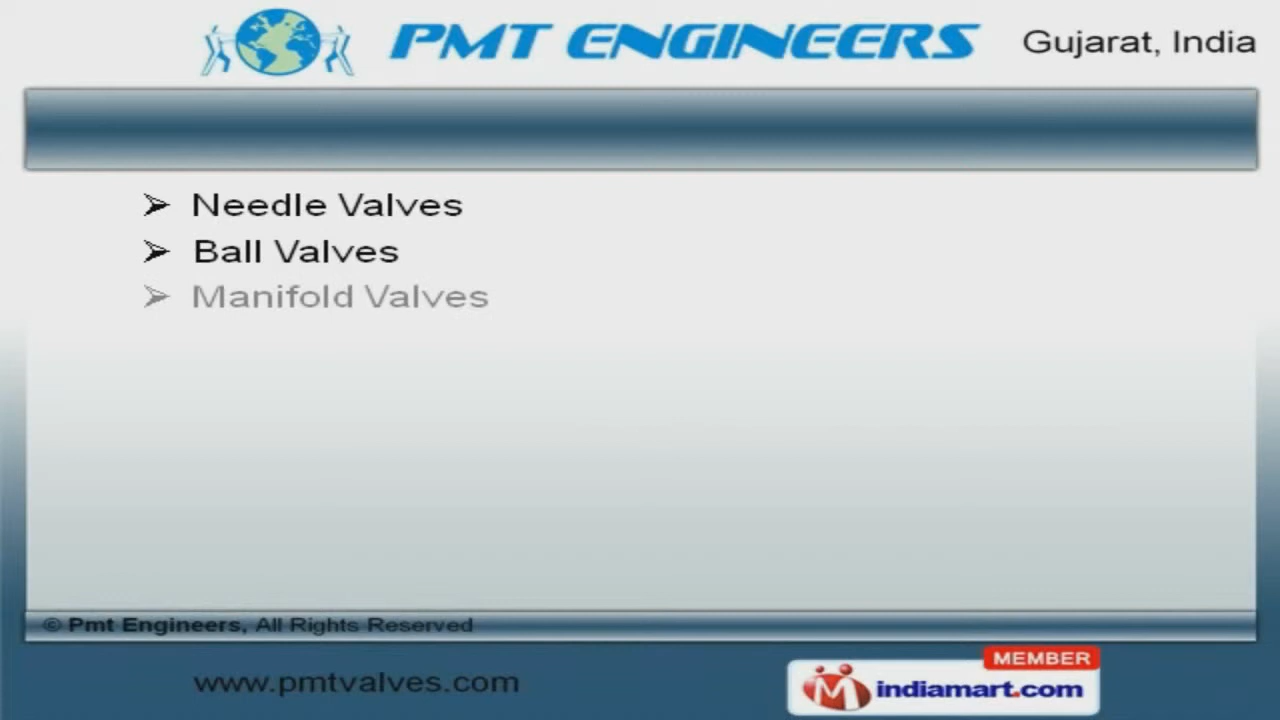 PMT ENGINEERS
Gujarat, India
➢ Needle Valves
➢ Ball Valves
➢ Manifold Valves
© Pmt Engineers, All Rights Reserved
www.pmtvalves.com
MEMBER
indiamart.com